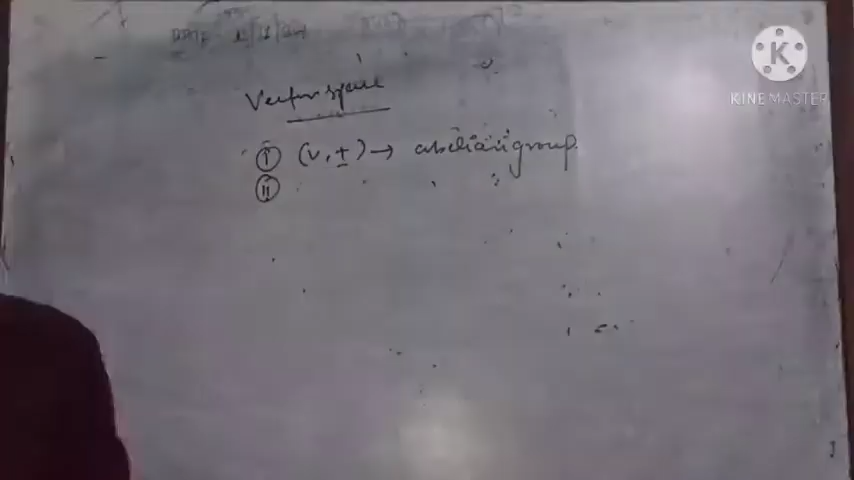 Vector space
(i) (V, +) → abelian group
(ii)
K
KINEMASTER